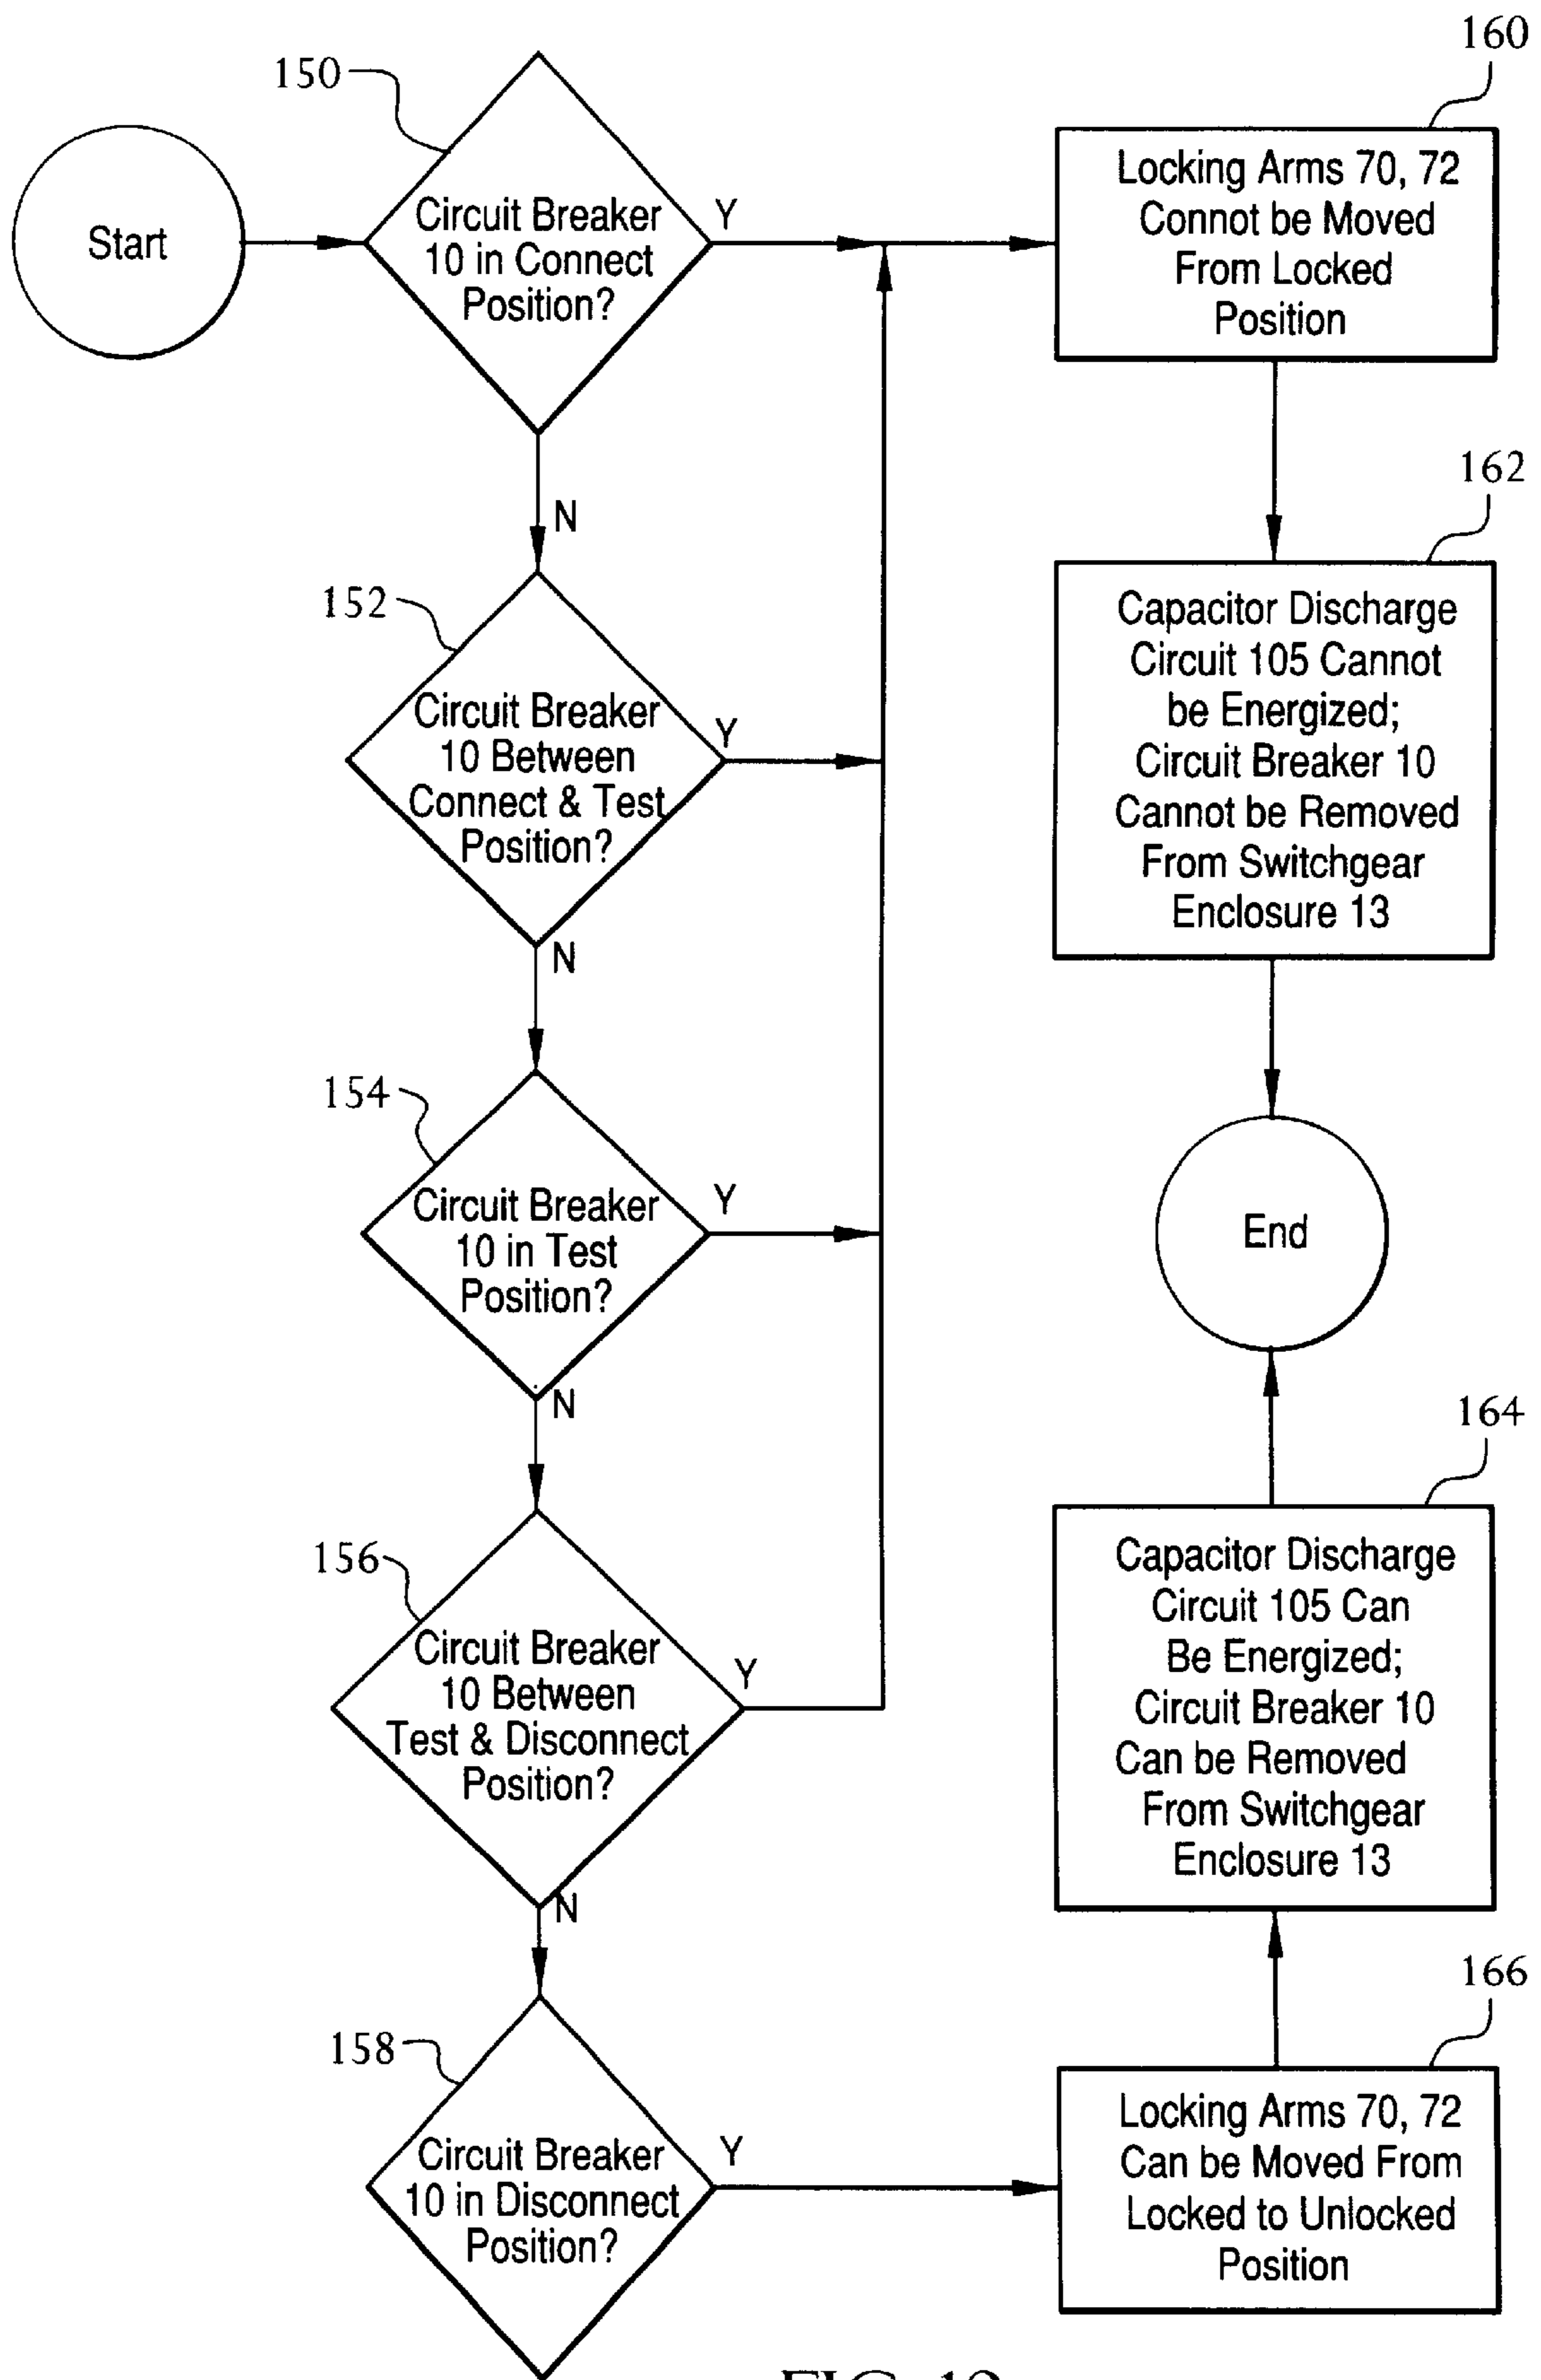 150
Start
Circuit Breaker
10 in Connect
Position?
Y
N
160
Locking Arms 70, 72
Connot be Moved
From Locked
Position
152
Circuit Breaker
10 Between
Connect & Test
Position?
Y
N
162
Capacitor Discharge
Circuit 105 Cannot
be Energized;
Circuit Breaker 10
Cannot be Removed
From Switchgear
Enclosure 13
154
Circuit Breaker
10 in Test
Position?
Y
N
End
156
Circuit Breaker
10 Between
Test & Disconnect
Position?
Y
N
164
Capacitor Discharge
Circuit 105 Can
Be Energized;
Circuit Breaker 10
Can be Removed
From Switchgear
Enclosure 13
158
Circuit Breaker
10 in Disconnect
Position?
Y
166
Locking Arms 70, 72
Can be Moved From
Locked to Unlocked
Position